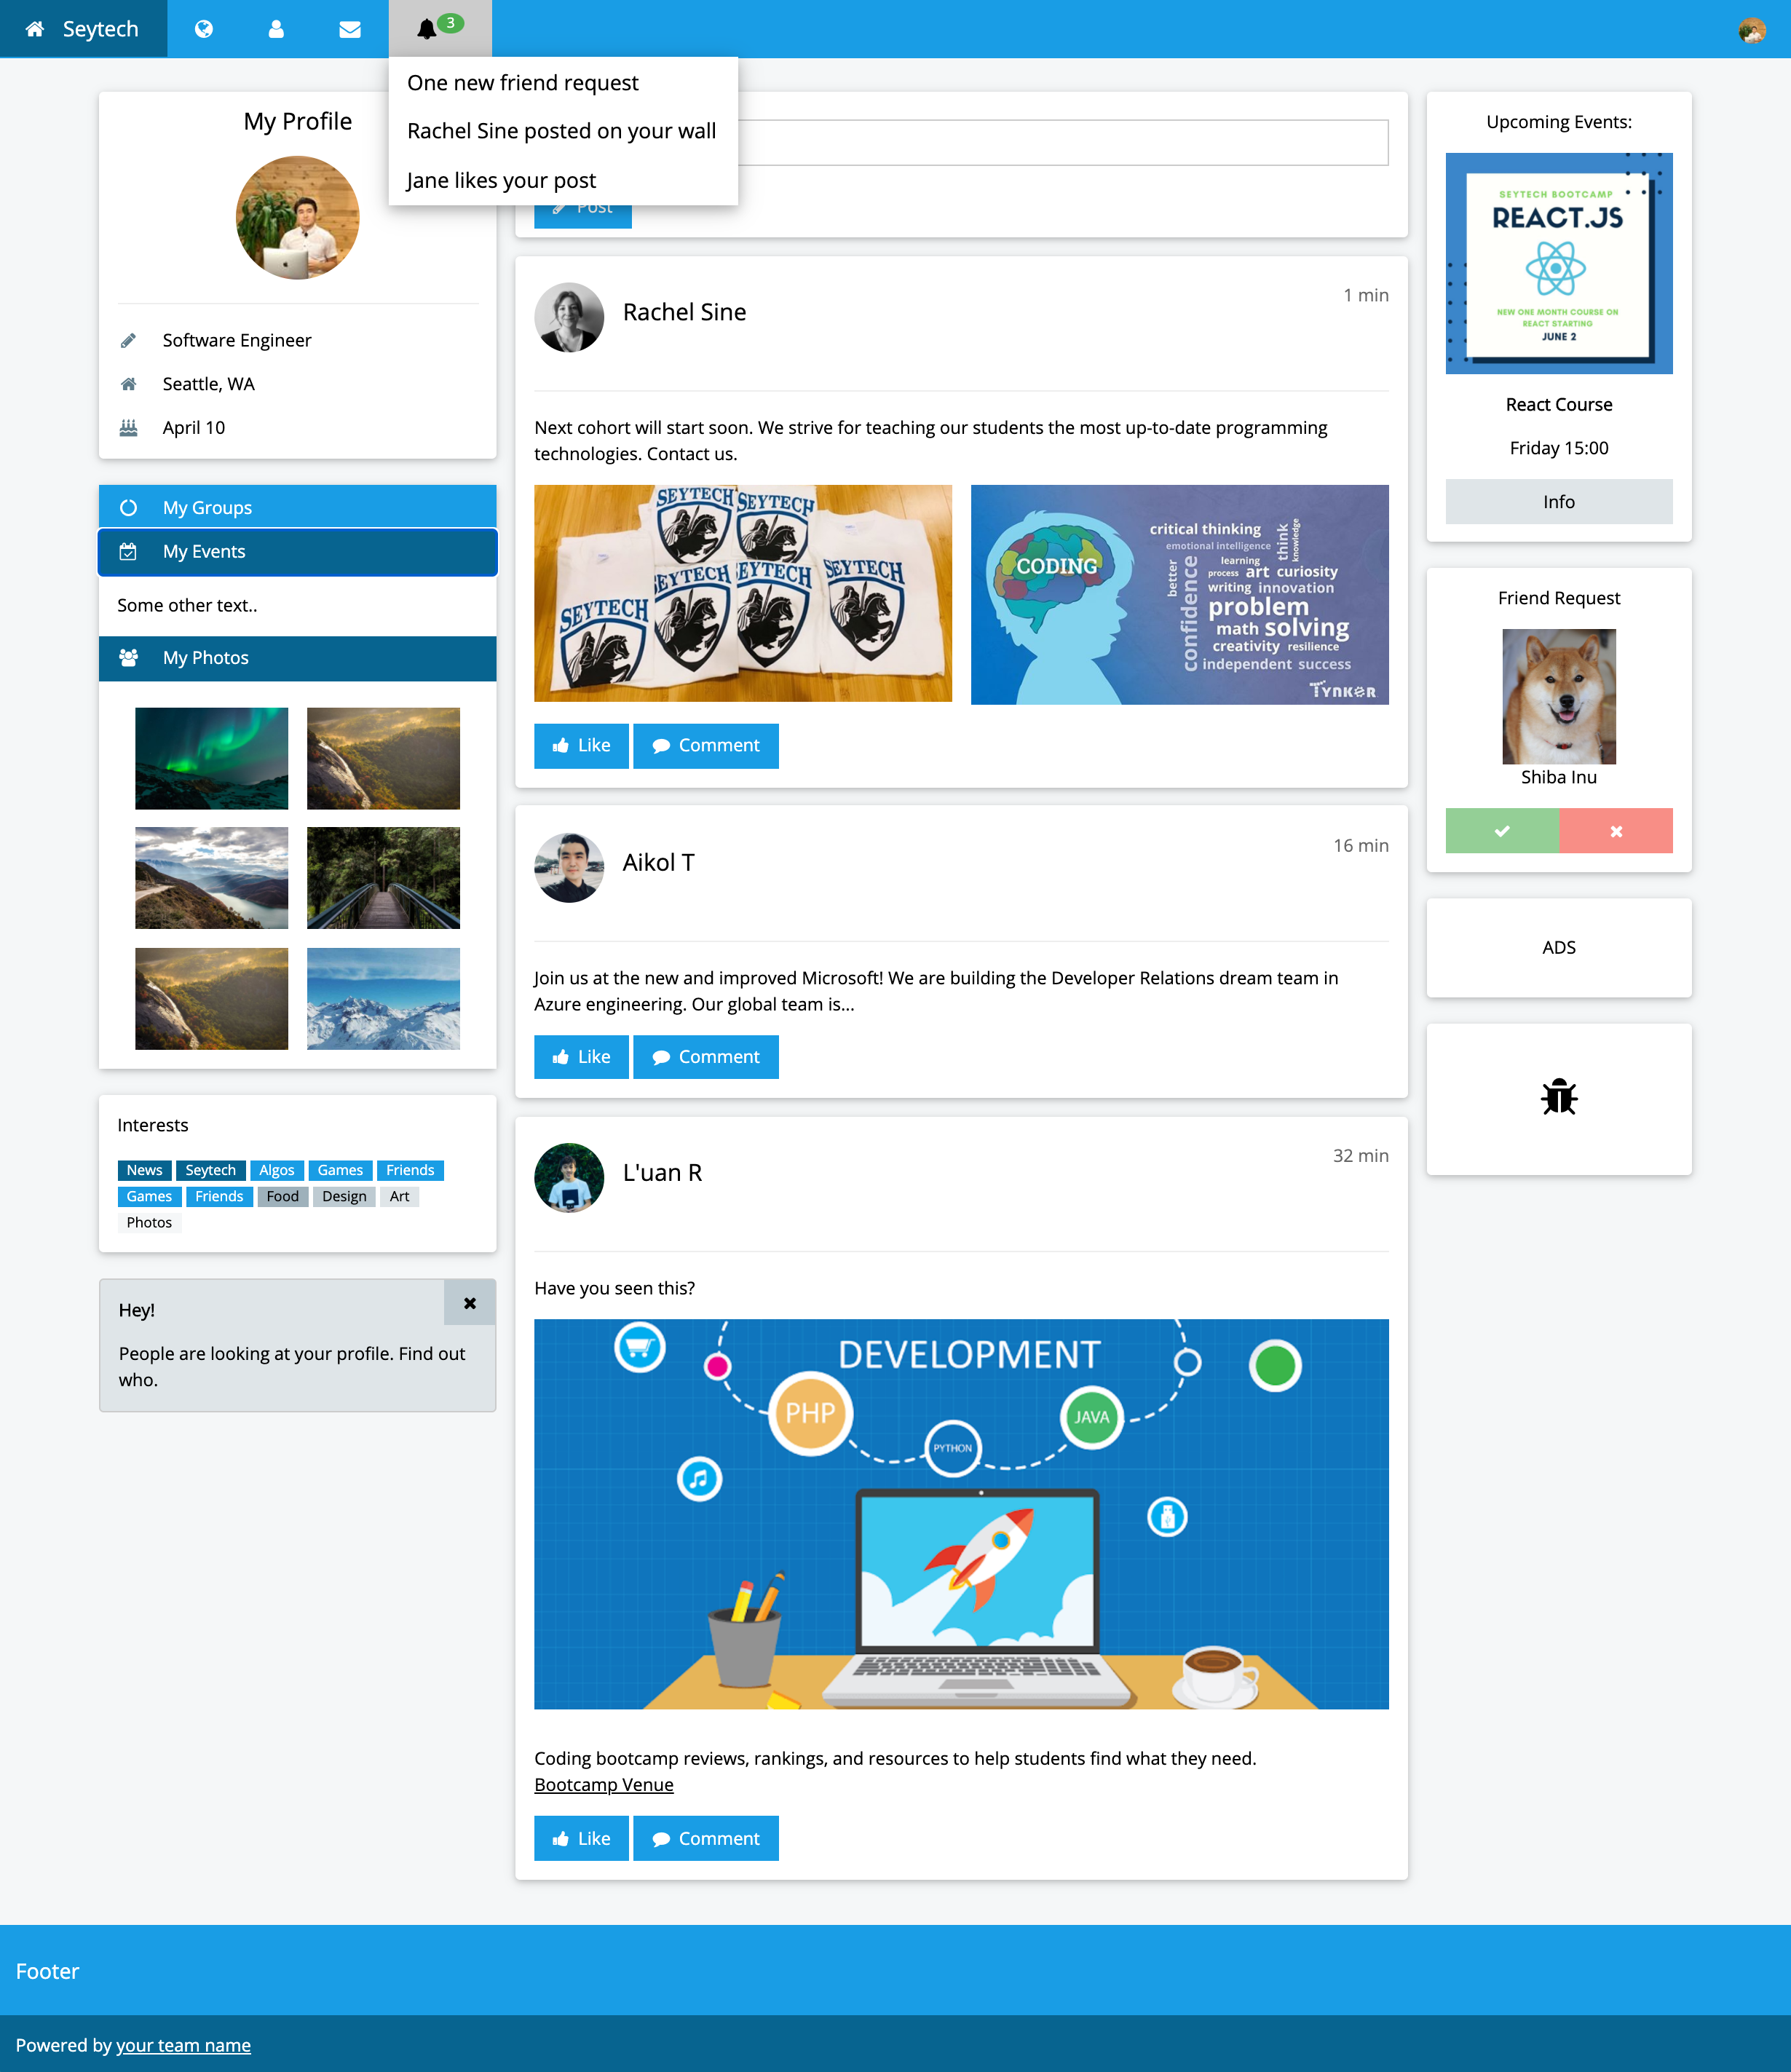 Seytech
3
One new friend request
Rachel Sine posted on your wall
Jane likes your post
My Profile
Software Engineer
Seattle, WA
April 10
My Groups
My Events
Some other text..
My Photos
Interests
News Seytech Algos Games Friends
Games Friends Food Design Art
Photos
Hey!
People are looking at your profile. Find out
who.
Post
Rachel Sine
1 min
Next cohort will start soon. We strive for teaching our students the most up-to-date programming
technologies. Contact us.
SEYTECH SEYTECH
SEYTECH SEYTECH SEYTECH SEYTECH
CODING
critical thinking
emotional intelligence
think
knowledge
learning
better
process art curiosity
writing innovation
confidence
problem
math solving
creativity resilience
independent success
TYNKER
Like Comment
Aikol T
16 min
Join us at the new and improved Microsoft! We are building the Developer Relations dream team in
Azure engineering. Our global team is...
Like Comment
L'uan R
32 min
Have you seen this?
DEVELOPMENT
PHP
JAVA
PYTHON
Coding bootcamp reviews, rankings, and resources to help students find what they need.
Bootcamp Venue
Like Comment
Upcoming Events:
SEYTECH BOOTCAMP
REACT.JS
NEW ONE MONTH COURSE ON
REACT STARTING
JUNE 2
React Course
Friday 15:00
Info
Friend Request
Shiba Inu
ADS
Footer
Powered by your team name